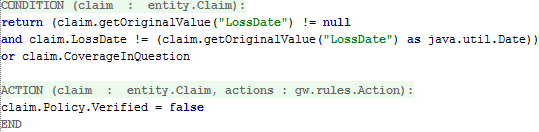 CONDITION (claim : entity.Claim):
return (claim.getOriginalValue("LossDate") != null
and claim.LossDate != (claim.getOriginalValue("LossDate") as java.util.Date))
or claim.CoverageInQuestion
ACTION (claim : entity.Claim, actions : gw.rules.Action):
claim.Policy.Verified = false
END